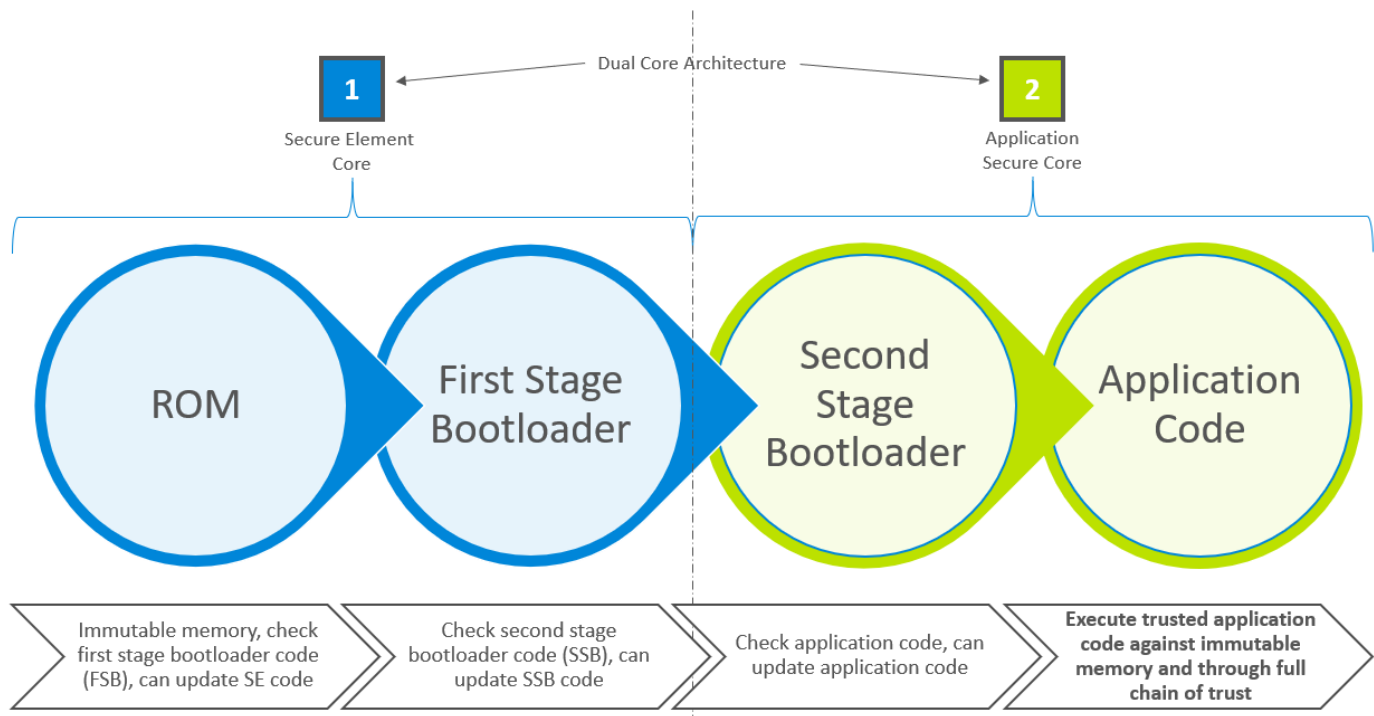 Dual Core Architecture
1
Secure Element
Core
2
Application
Secure Core
ROM
First Stage
Bootloader
Second
Stage
Bootloader
Application
Code
Immutable memory, check
first stage bootloader code
(FSB), can update SE code
Check second stage
bootloader code (SSB), can
update SSB code
Check application code, can
update application code
Execute trusted application
code against immutable
memory and through full
chain of trust